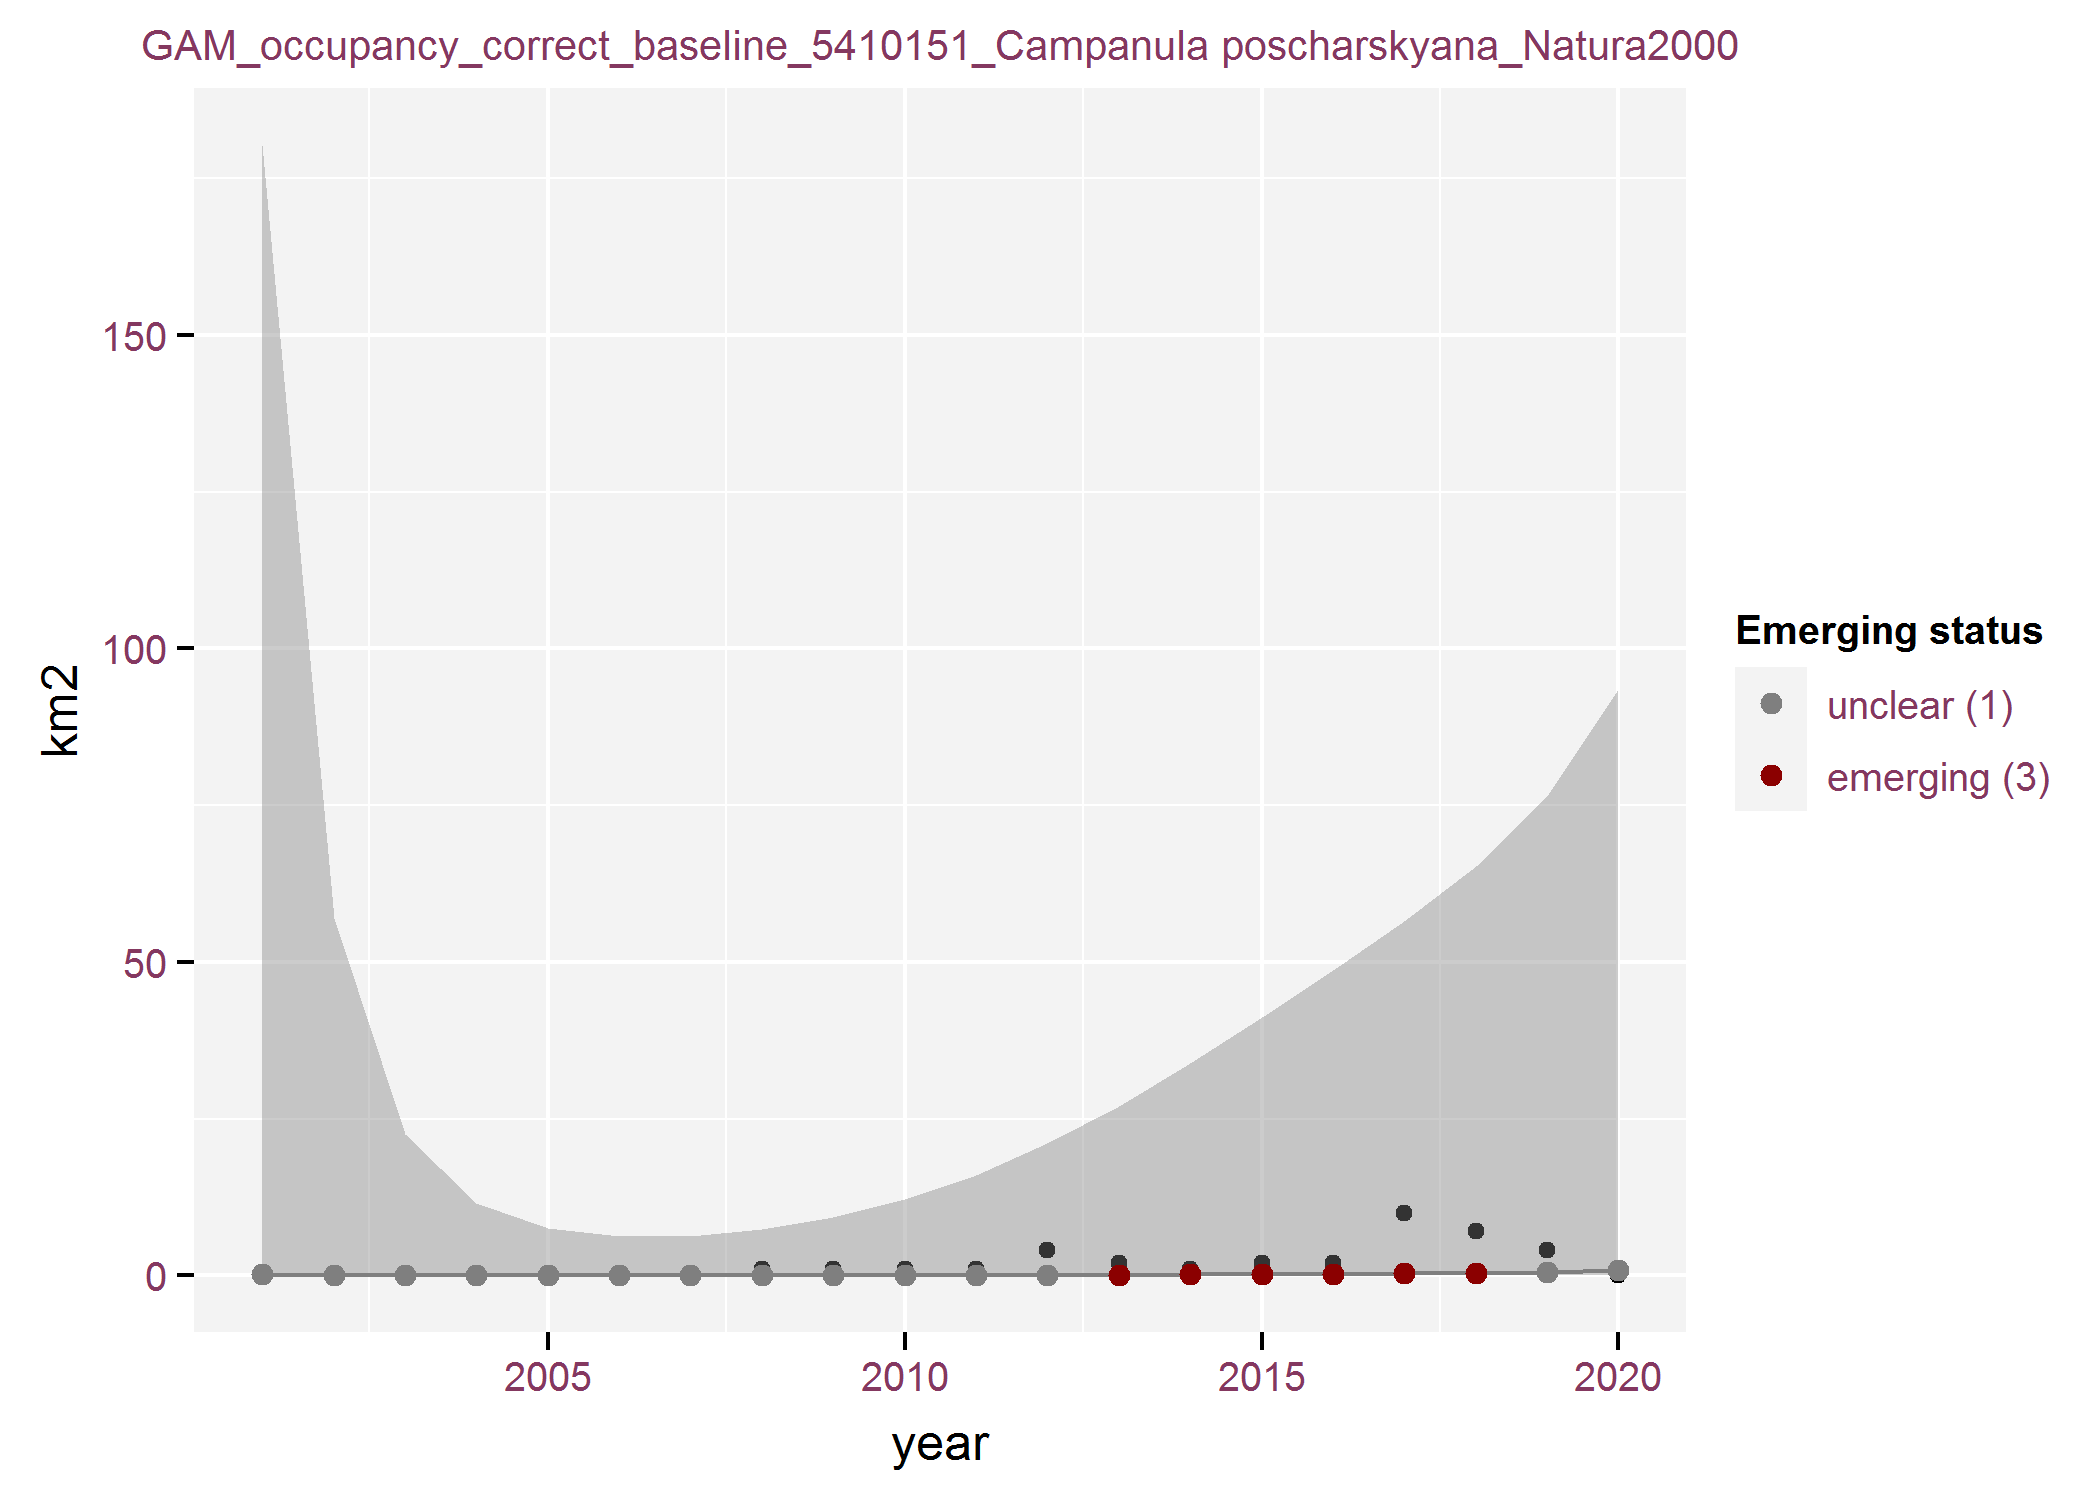 GAM_occupancy_correct_baseline_5410151_Campanula poscharskyana_Natura2000
150
100
50
0
km2
2005 2010 2015 2020
year
Emerging status
unclear (1)
emerging (3)